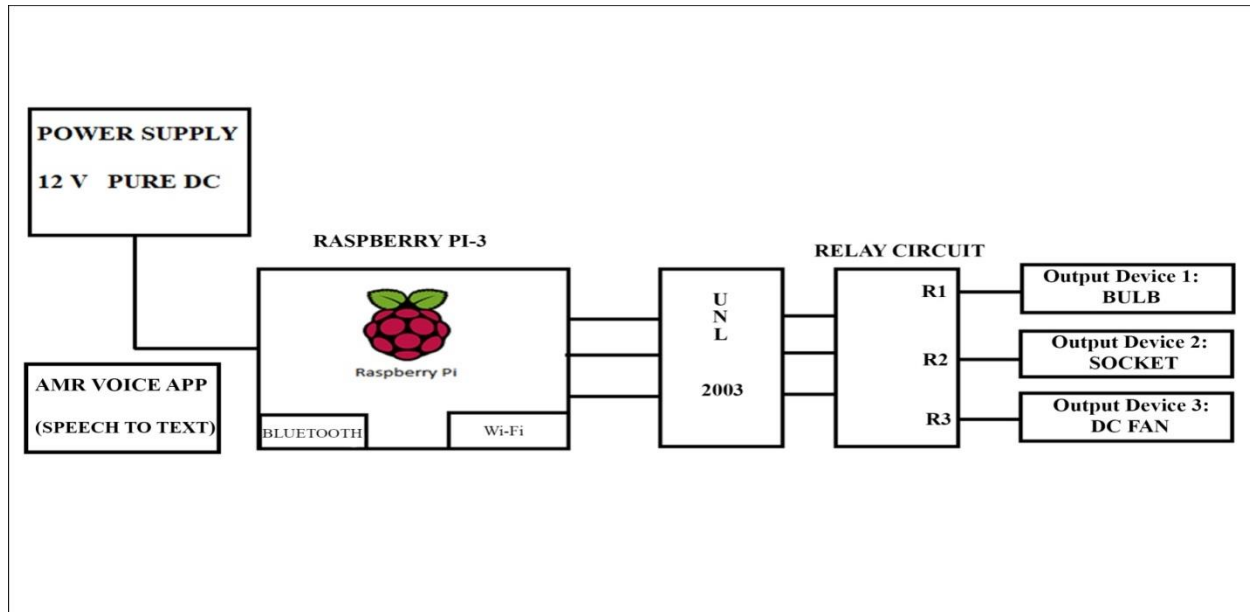 POWER SUPPLY
12 V PURE DC
RASPBERRY PI-3
Raspberry Pi
BLUETOOTH
Wi-Fi
AMR VOICE APP
(SPEECH TO TEXT)
U
N
L
2003
RELAY CIRCUIT
R1
R2
R3
Output Device 1:
BULB
Output Device 2:
SOCKET
Output Device 3:
DC FAN